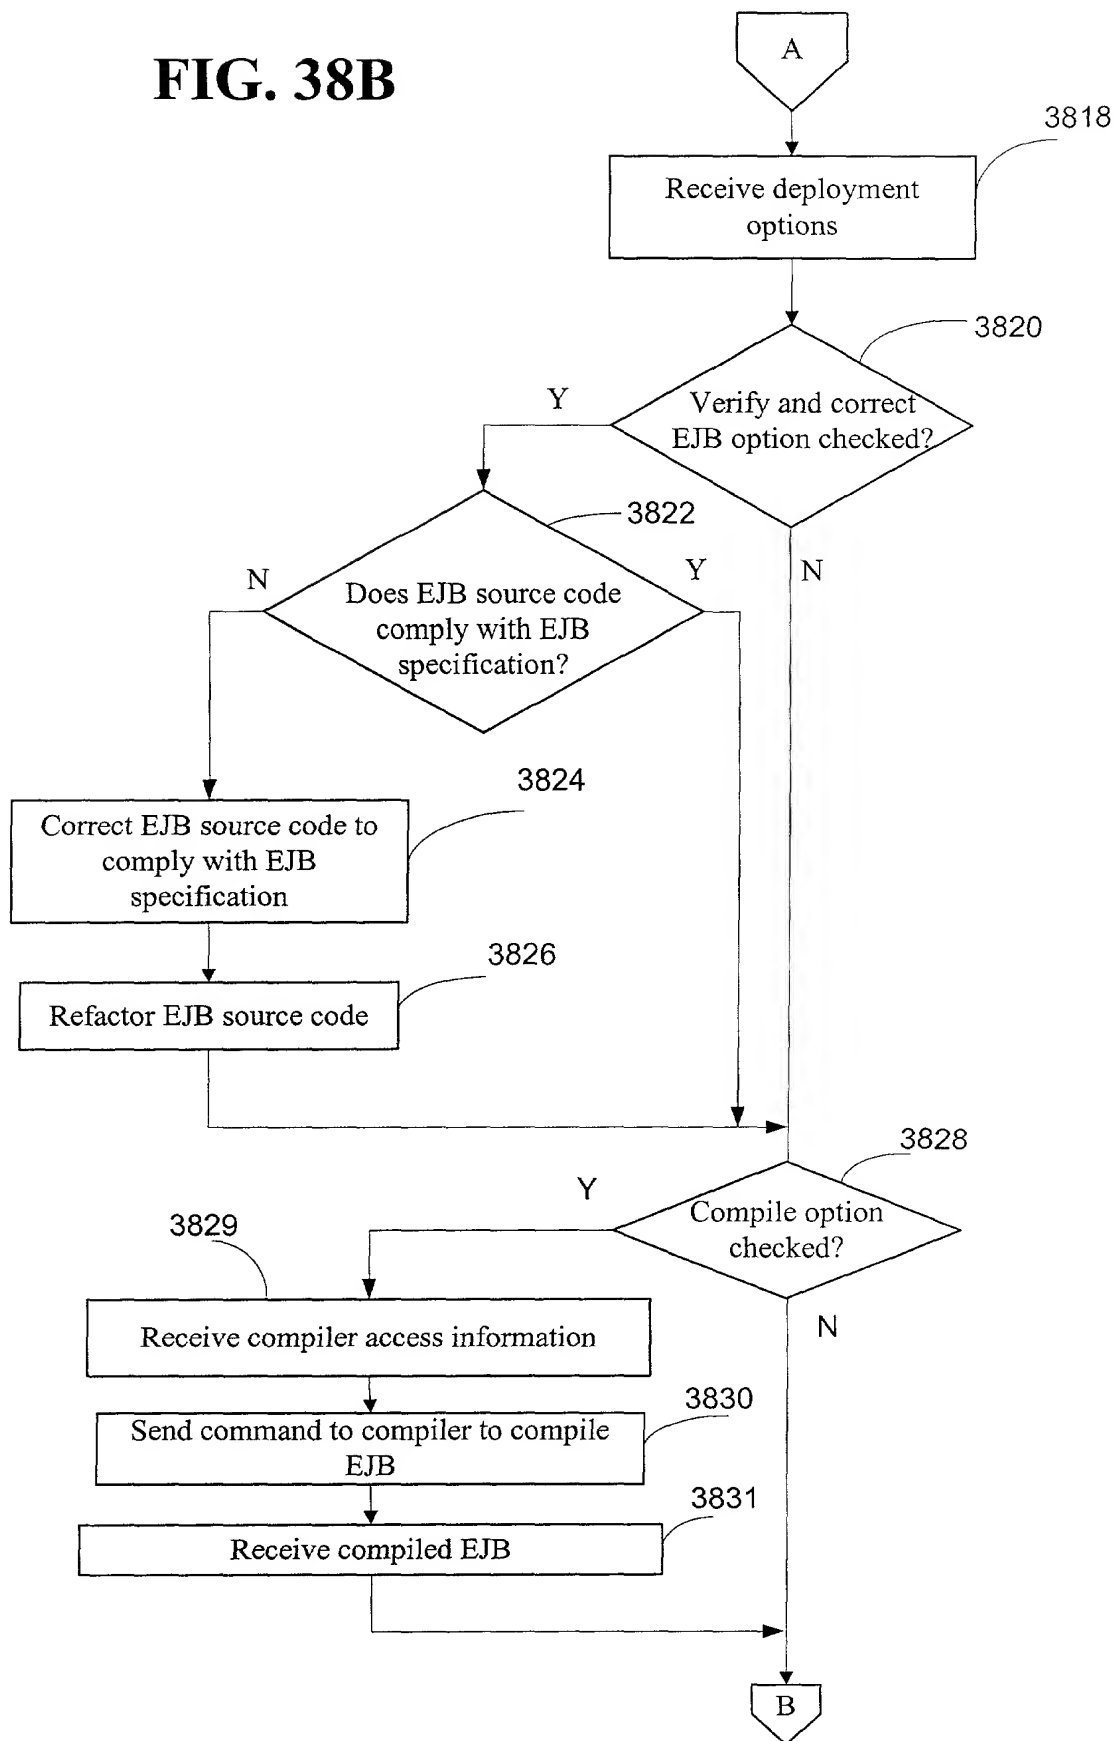 FIG. 38B
A
3818
Receive deployment
options
3820
Verify and correct
EJB option checked?
Y
N
3822
Does EJB source code
comply with EJB
specification?
N
Y
3824
Correct EJB source code to
comply with EJB
specification
3826
Refactor EJB source code
3828
Compile option
checked?
Y
N
3829
Receive compiler access information
3830
Send command to compiler to compile
EJB
3831
Receive compiled EJB
B